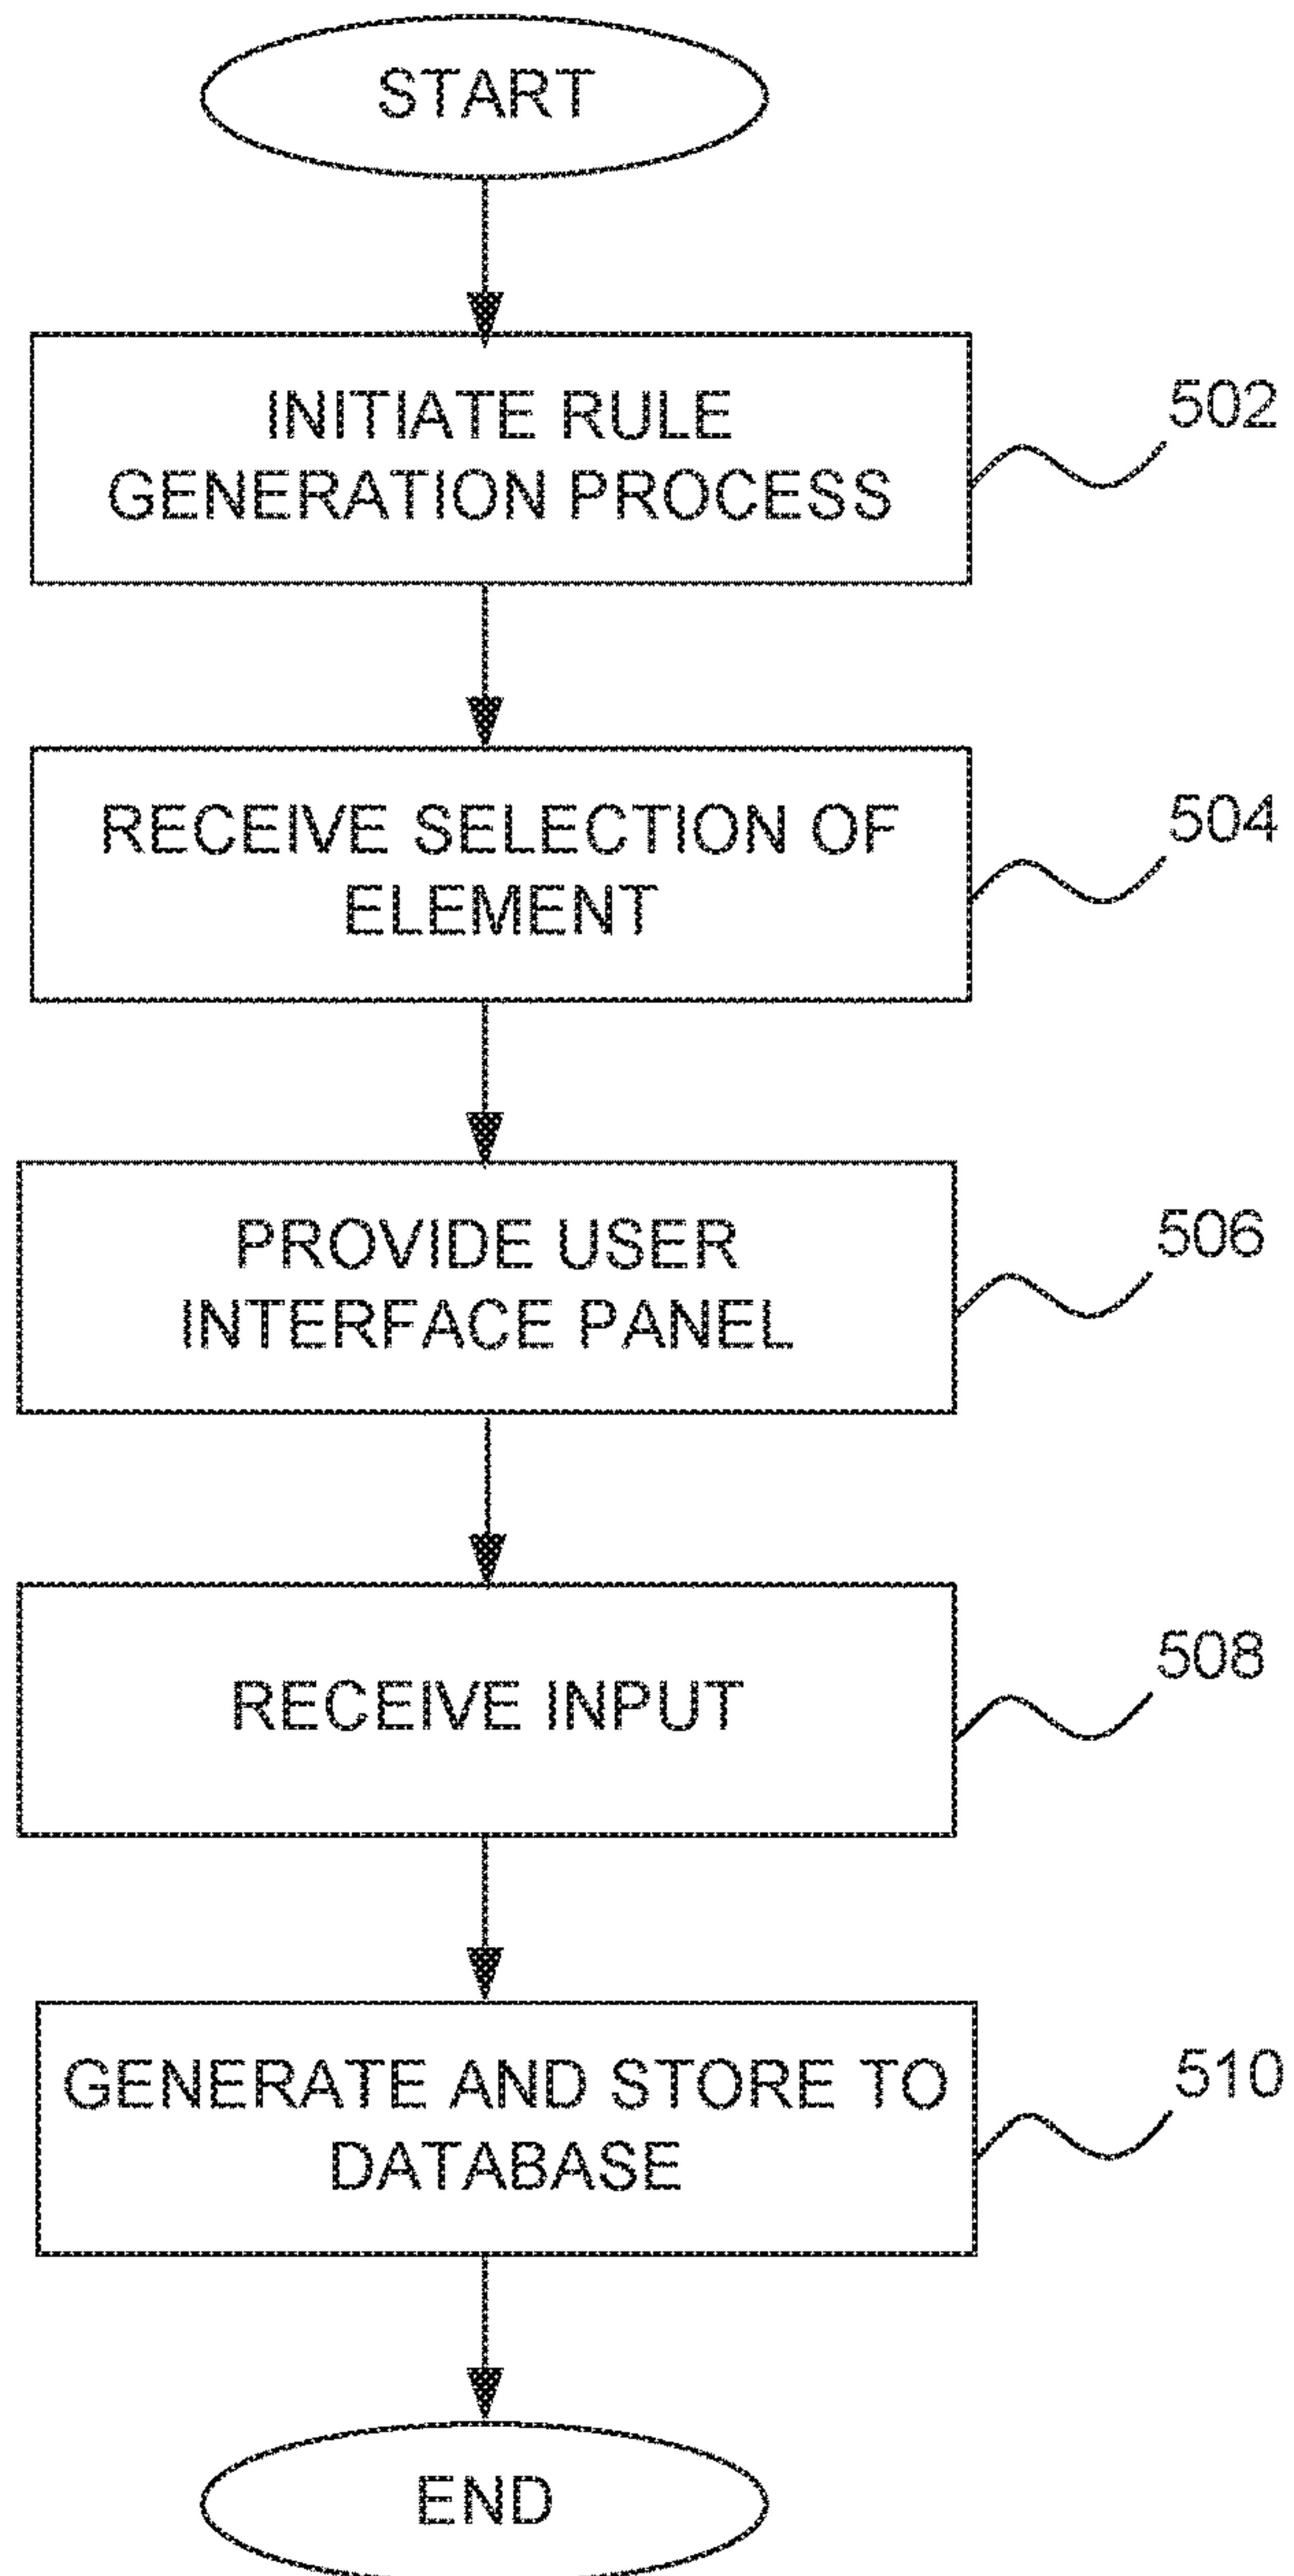 START
INITIATE RULE
GENERATION PROCESS
502
RECEIVE SELECTION OF
ELEMENT
504
PROVIDE USER
INTERFACE PANEL
506
RECEIVE INPUT
508
GENERATE AND STORE TO
DATABASE
510
END